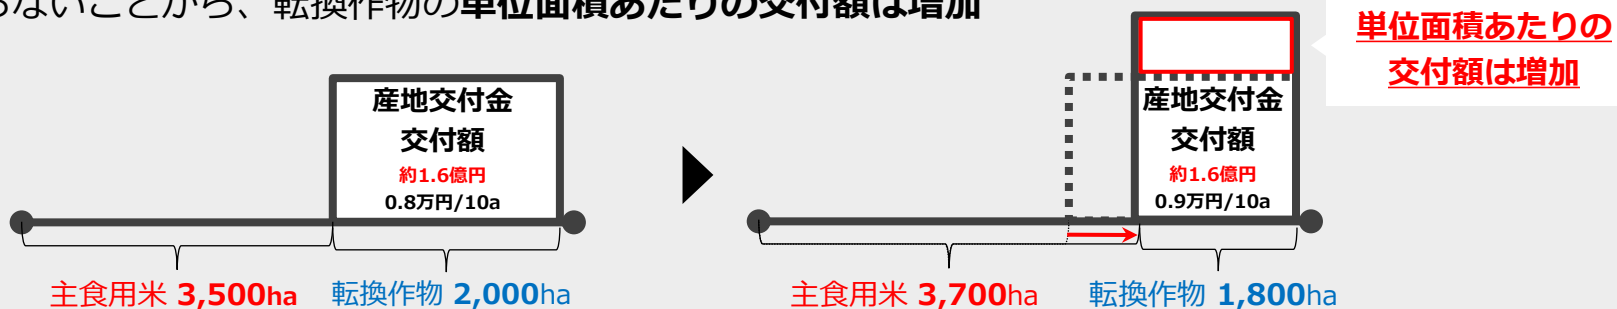 らないことから、転換作物の単位面積あたりの交付額は増加
産地交付金
交付額
約1.6億円
0.8万円/10a
主食用米 3,500ha
転換作物 2,000ha
産地交付金
交付額
約1.6億円
0.9万円/10a
主食用米 3,700ha
転換作物 1,800ha
単位面積あたりの
交付額は増加